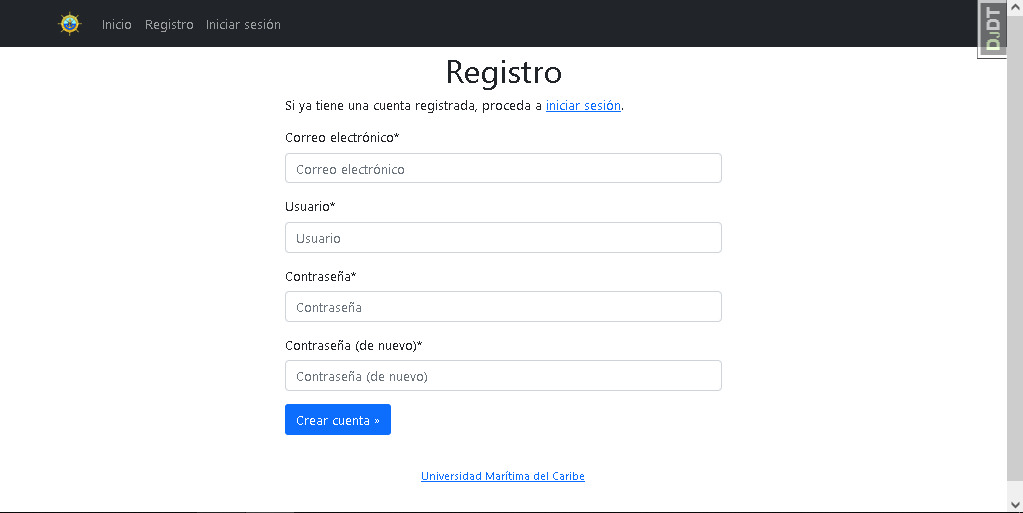 Inicio Registro Iniciar sesión
DJDT
Registro
Si ya tiene una cuenta registrada, proceda a iniciar sesión.
Correo electrónico*
Correo electrónico
Usuario*
Usuario
Contraseña*
Contraseña
Contraseña (de nuevo)*
Contraseña (de nuevo)
Crear cuenta »
Universidad Marítima del Caribe